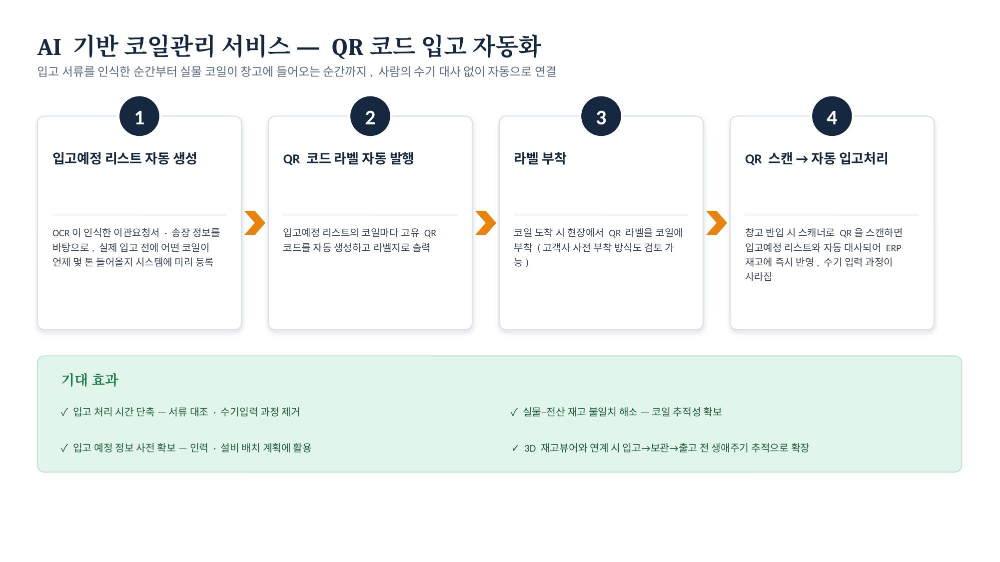 AI 기반 코일관리 서비스 — QR 코드 입고 자동화
입고 서류를 인식한 순간부터 실물 코일이 창고에 들어오는 순간까지, 사람의 수기 대사 없이 자동으로 연결
1
입고예정 리스트 자동 생성
OCR이 인식한 이관요청서 · 송장 정보를
바탕으로, 실제 입고 전에 어떤 코일이
언제 몇 톤 들어올지 시스템에 미리 등록
2
QR 코드 라벨 자동 발행
입고예정 리스트의 코일마다 고유 QR
코드를 자동 생성하고 라벨지로 출력
3
라벨 부착
코일 도착 시 현장에서 QR 라벨을 코일에
부착 (고객사 사전 부착 방식도 검토 가
능)
4
QR 스캔 → 자동 입고처리
창고 반입 시 스캐너로 QR을 스캔하면
입고예정 리스트와 자동 대사되어 ERP
재고에 즉시 반영, 수기 입력 과정이
사라짐
기대 효과
✓ 입고 처리 시간 단축 — 서류 대조 · 수기입력 과정 제거
✓ 실물-전산 재고 불일치 해소 — 코일 추적성 확보
✓ 입고 예정 정보 사전 확보 — 인력 · 설비 배치 계획에 활용
✓ 3D 재고뷰어와 연계 시 입고→보관→출고 전 생애주기 추적으로 확장